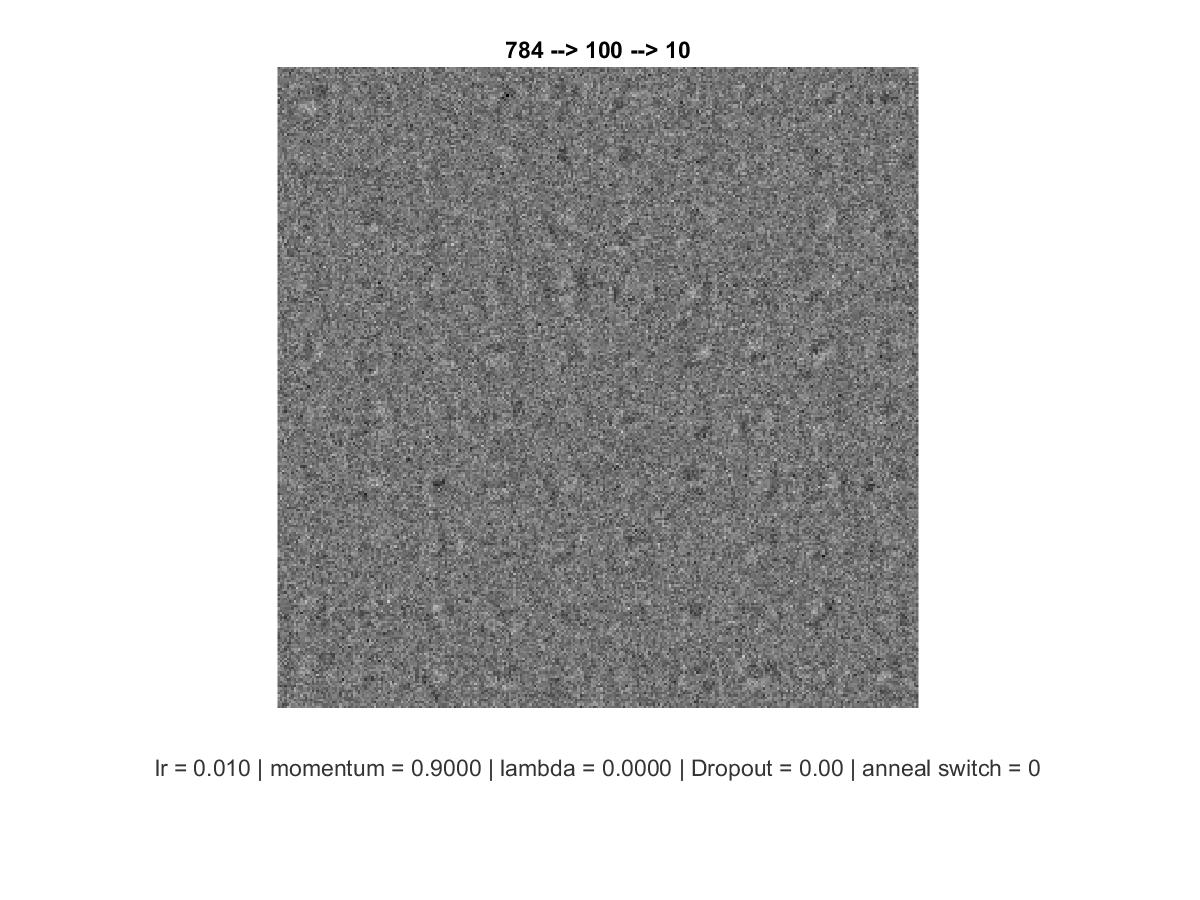 784 --> 100 --> 10
lr = 0.010 | momentum = 0.9000 | lambda = 0.0000 | Dropout = 0.00 | anneal switch = 0